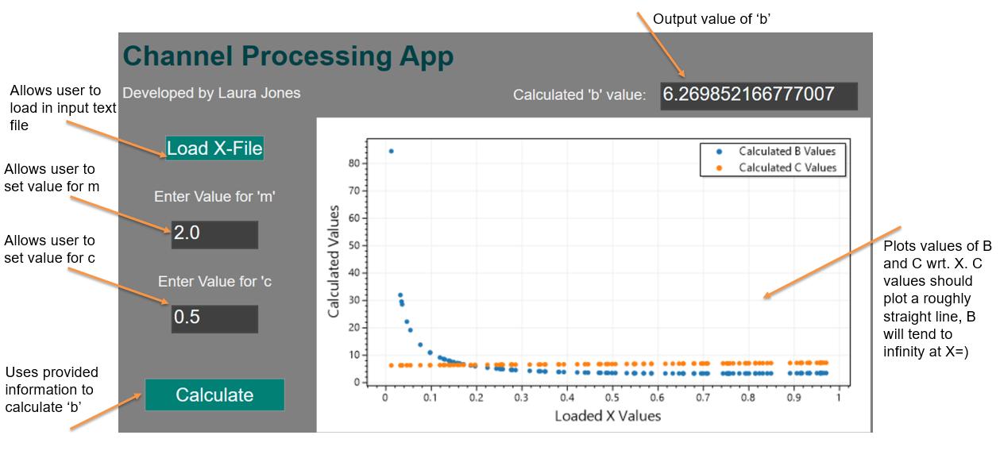 Output value of ‘b’
Channel Processing App
Allows user to
load in input text
file
Developed by Laura Jones
Calculated 'b' value:
6.269852166777007
Load X-File
Allows user to
set value for m
Enter Value for 'm'
2.0
Allows user to
set value for c
Enter Value for 'c
0.5
Uses provided
information to
calculate ‘b’
Calculate
Calculated B Values
Calculated C Values
Calculated Values
80
70
60
50
40
30
20
10
0
0
0.1
0.2
0.3
0.4
0.5
0.6
0.7
0.8
0.9
1
Loaded X Values
Plots values of B
and C wrt. X. C
values should
plot a roughly
straight line, B
will tend to
infinity at X=)